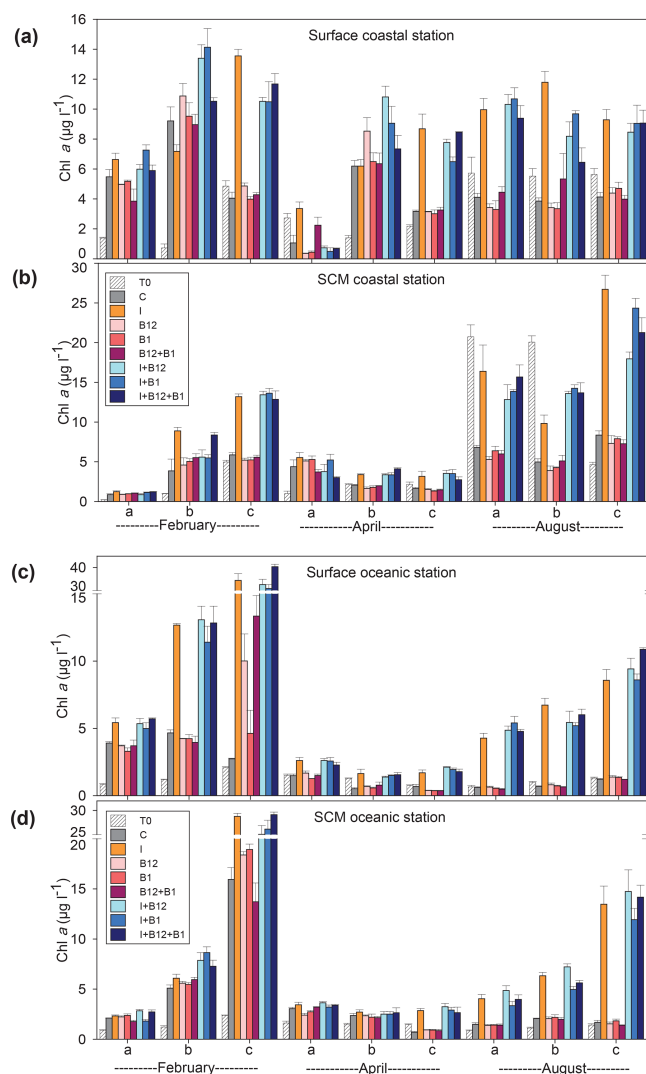 (a)
Surface coastal station
Chl a (µg l⁻¹)
16
14
12
10
8
6
4
2
0
(b)
SCM coastal station
Chl a (µg l⁻¹)
30
25
20
15
10
5
0
T0
C
I
B12
B1
B12+B1
I+B12
I+B1
I+B12+B1
a b c a b c a b c
----------February---------- ----------April---------- ----------August--------
(c)
Surface oceanic station
Chl a (µg l⁻¹)
40
30
15
10
5
0
(d)
SCM oceanic station
Chl a (µg l⁻¹)
30
25
20
15
10
5
0
T0
C
I
B12
B1
B12+B1
I+B12
I+B1
I+B12+B1
a b c a b c a b c
----------February---------- ----------April---------- ----------August--------